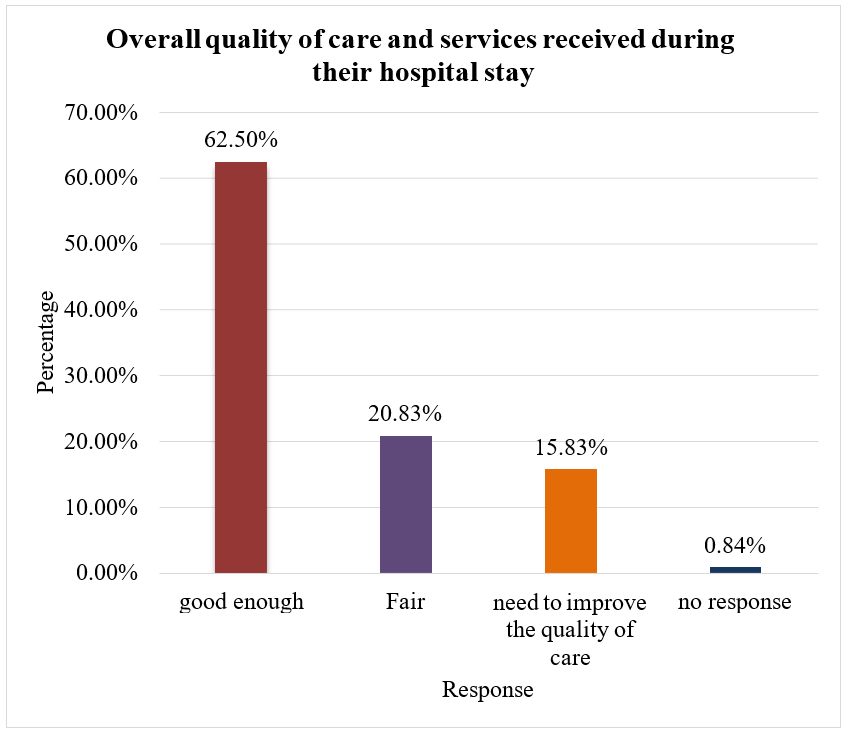 Overall quality of care and services received during
their hospital stay
70.00%
60.00%
50.00%
40.00%
30.00%
20.00%
10.00%
0.00%
Percentage
62.50%
20.83%
15.83%
0.84%
good enough
Fair
need to improve
the quality of
care
no response
Response